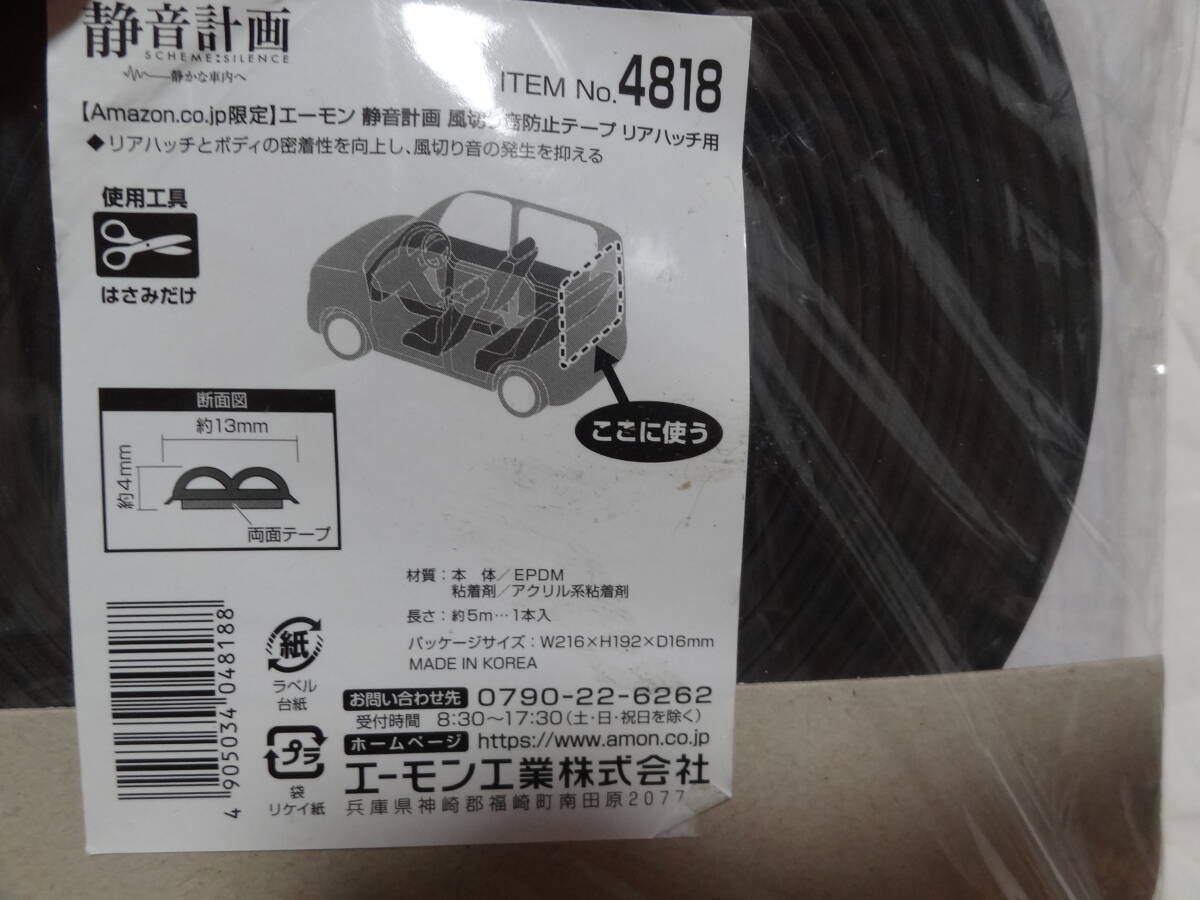 静音計画
SCHEME:SILENCE
静かな車内へ
ITEM No.4818
【Amazon.co.jp限定】エーモン 静音計画 風切り音防止テープ リアハッチ用
◆リアハッチとボディの密着性を向上し、風切り音の発生を抑える
使用工具
はさみだけ
ここに使う
断面図
約13mm
約4mm
両面テープ
材質：本 体／EPDM
粘着剤／アクリル系粘着剤
長さ：約5m…1本入
パッケージサイズ：W216×H192×D16mm
MADE IN KOREA
4 905034 048188
紙
ラベル
台紙
プラ
袋
リケイ紙
お問い合わせ先 0790-22-6262
受付時間 8:30～17:30（土・日・祝日を除く）
ホームページ https://www.amon.co.jp
エーモン工業株式会社
兵庫県神崎郡福崎町南田原2077